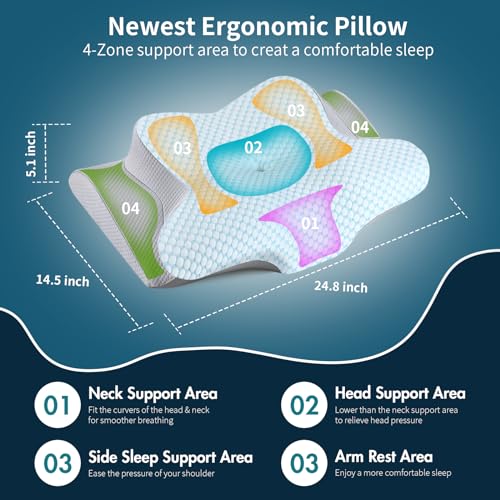 Newest Ergonomic Pillow
4-Zone support area to creat a comfortable sleep
5.1 inch
03
03
04
02
04
01
14.5 inch
24.8 inch
01
Neck Support Area
Fit the curvers of the head & neck
for smoother breathing
02
Head Support Area
Lower than the neck support area
to relieve head pressure
03
Side Sleep Support Area
Ease the pressure of your shoulder
03
Arm Rest Area
Enjoy a more comfortable sleep